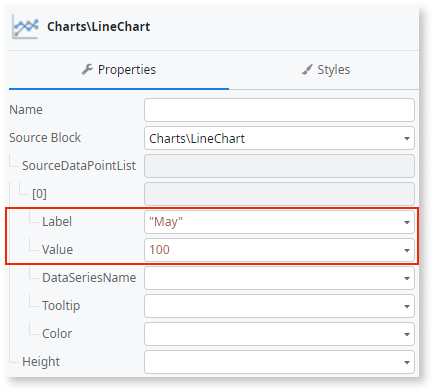 Charts\LineChart
Properties Styles
Name
Source Block Charts\LineChart
SourceDataPointList
[0]
Label "May"
Value 100
DataSeriesName
Tooltip
Color
Height